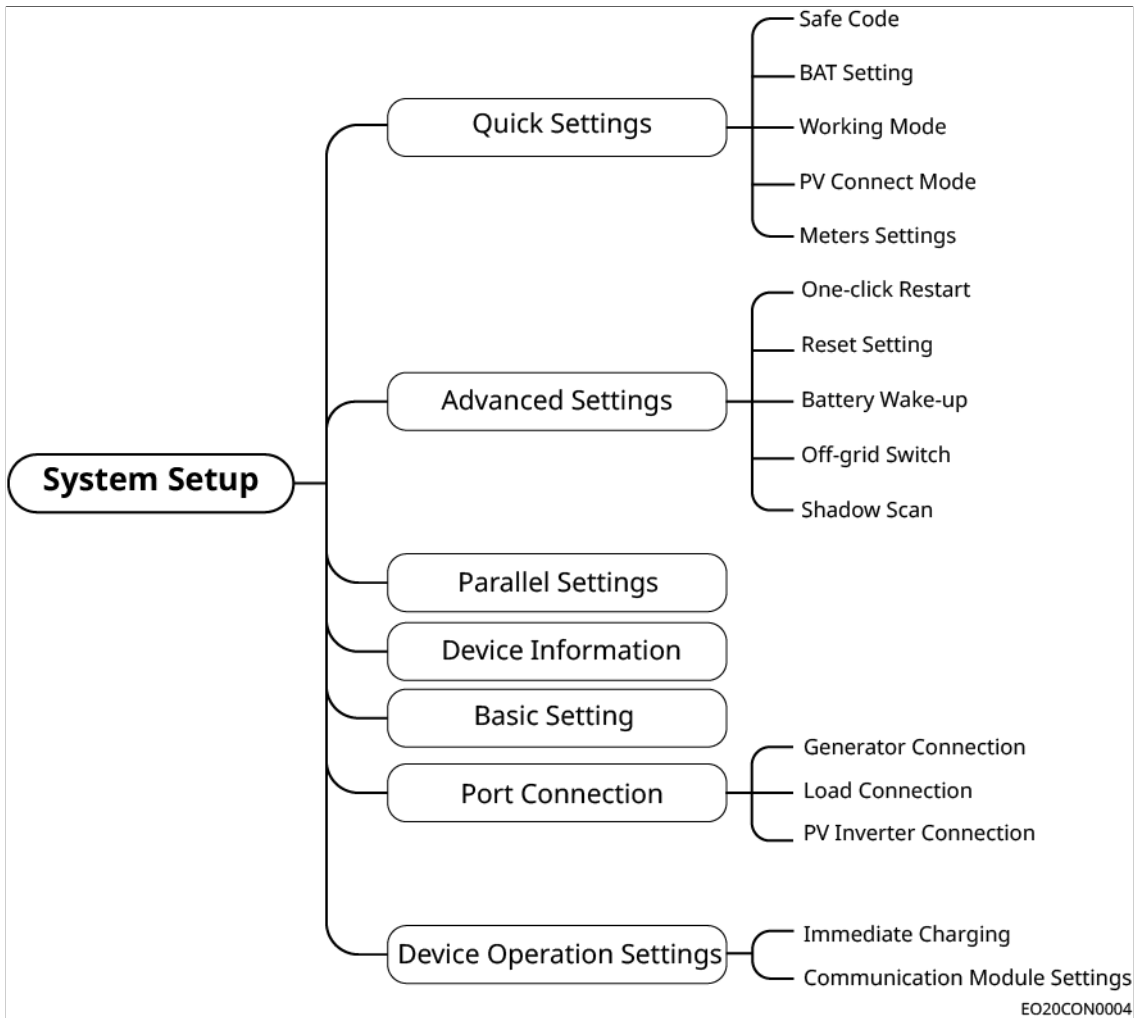 System Setup
Quick Settings
Safe Code
BAT Setting
Working Mode
PV Connect Mode
Meters Settings
Advanced Settings
One-click Restart
Reset Setting
Battery Wake-up
Off-grid Switch
Shadow Scan
Parallel Settings
Device Information
Basic Setting
Port Connection
Generator Connection
Load Connection
PV Inverter Connection
Device Operation Settings
Immediate Charging
Communication Module Settings
EO20CON0004